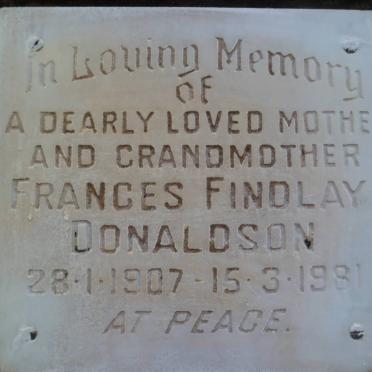 In Loving Memory
of
A DEARLY LOVED MOTHE
AND GRANDMOTHER
FRANCES FINDLAY
DONALDSON
28·1·1907-15·3·1981
AT PEACE.